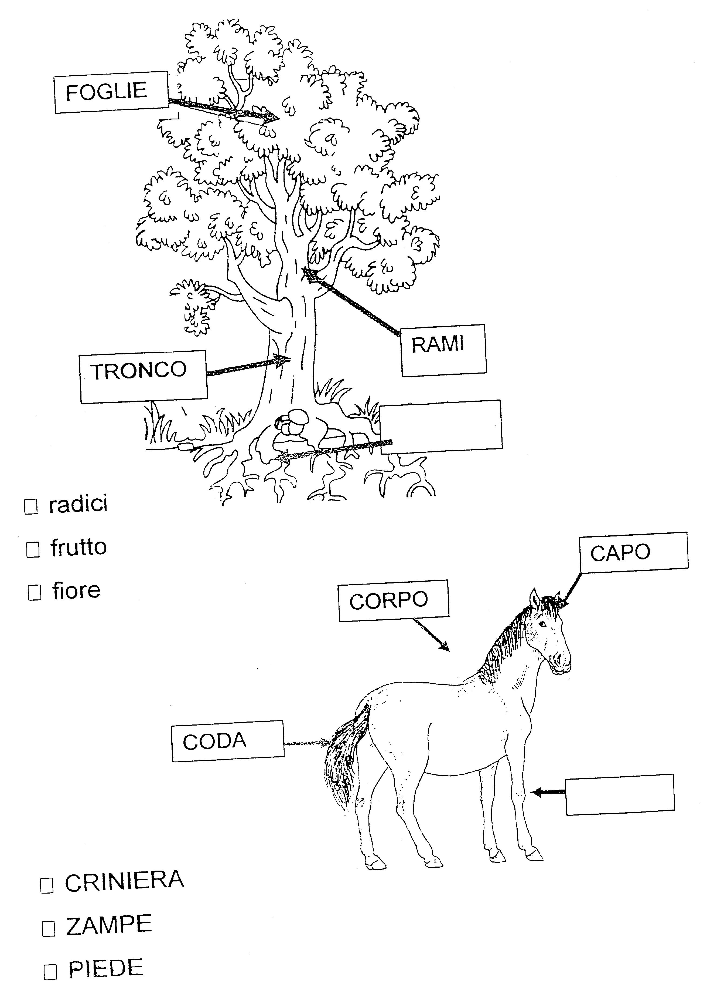 FOGLIE
RAMI
TRONCO
radici
frutto
fiore
CAPO
CORPO
CODA
CRINIERA
ZAMPE
PIEDE